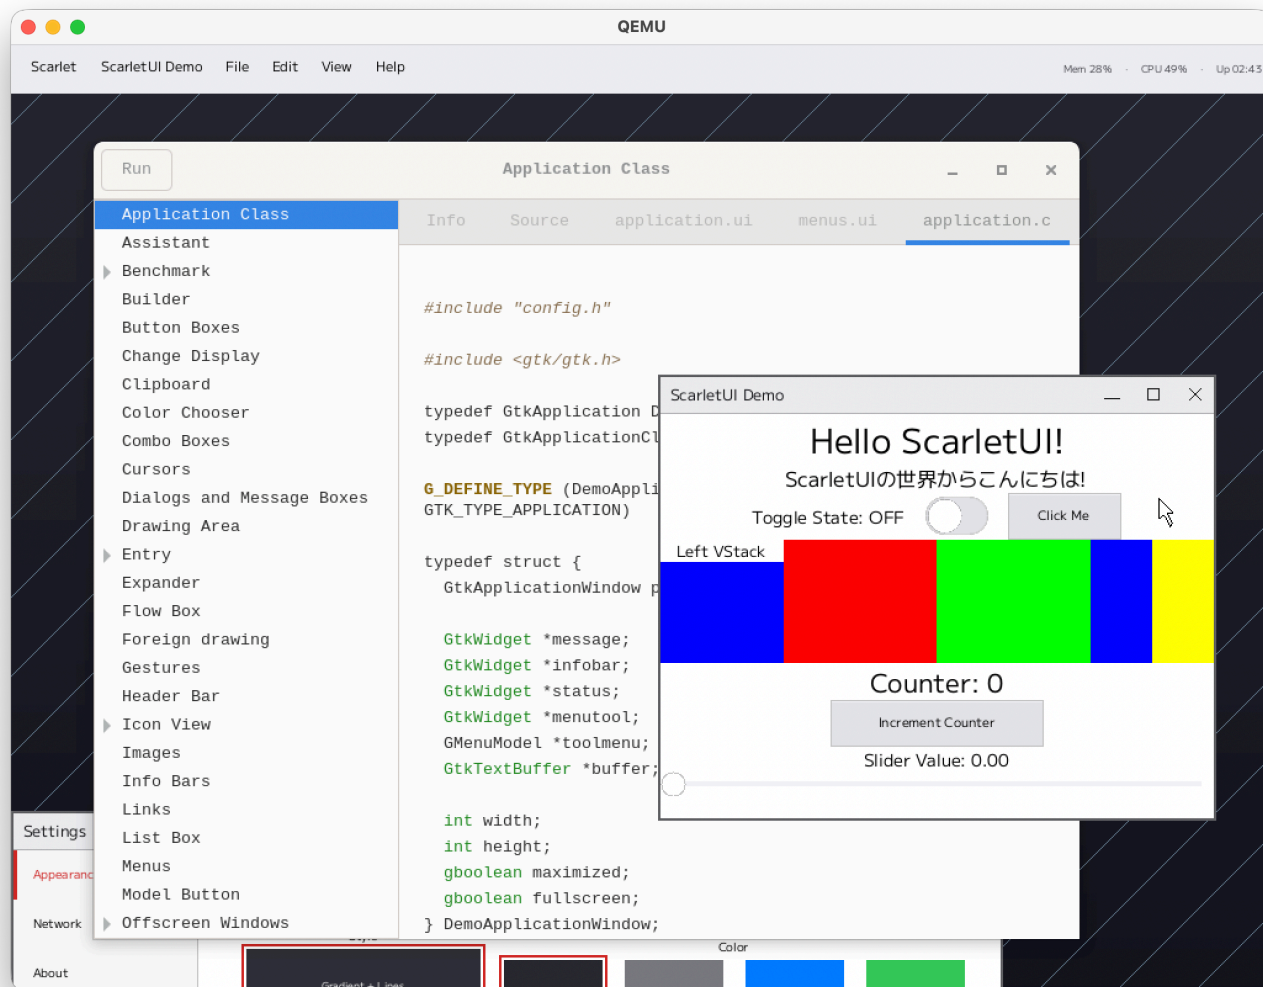 QEMU
Scarlet ScarletUI Demo File Edit View Help
Mem 28% - CPU 49% - Up 02:43
Run Application Class
Application Class
Assistant
Benchmark
Builder
Button Boxes
Change Display
Clipboard
Color Chooser
Combo Boxes
Cursors
Dialogs and Message Boxes
Drawing Area
Entry
Expander
Flow Box
Foreign drawing
Gestures
Header Bar
Icon View
Images
Info Bars
Links
List Box
Menus
Model Button
Offscreen Windows
Info Source application.ui menus.ui application.c
#include "config.h"
#include <gtk/gtk.h>
typedef GtkApplication D
typedef GtkApplicationCl
G_DEFINE_TYPE (DemoAppli
GTK_TYPE_APPLICATION)
typedef struct {
GtkApplicationWindow p
GtkWidget *message;
GtkWidget *infobar;
GtkWidget *status;
GtkWidget *menutool;
GMenuModel *toolmenu;
GtkTextBuffer *buffer;
int width;
int height;
gboolean maximized;
gboolean fullscreen;
} DemoApplicationWindow;
ScarletUI Demo
Hello ScarletUI!
ScarletUIの世界からこんにちは!
Toggle State: OFF Click Me
Left VStack
Counter: 0
Increment Counter
Slider Value: 0.00
Settings
Appearanc
Network
About
Color
Gradient + Lines